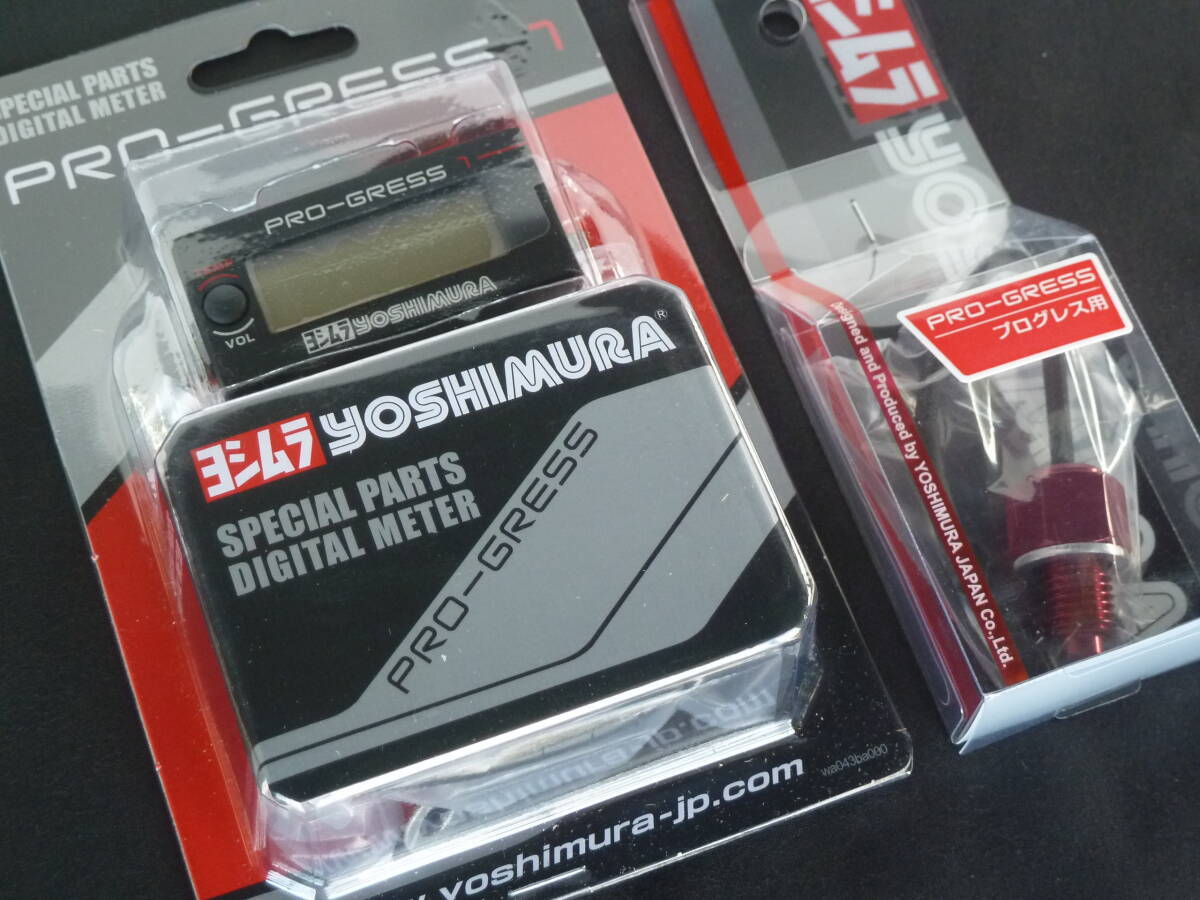 SPECIAL PARTS
DIGITAL METER
PRO-GRESS 1
PRO-GRESS 1
VOL
ヨシムラ YOSHIMURA
ヨシムラ YOSHIMURA®
SPECIAL PARTS
DIGITAL METER
PRO-GRESS
yoshimura-jp.com
wa043ba000
ヨシムラ
PRO-GRESS
プログレス用
Designed and Produced by YOSHIMURA JAPAN Co.,Ltd.